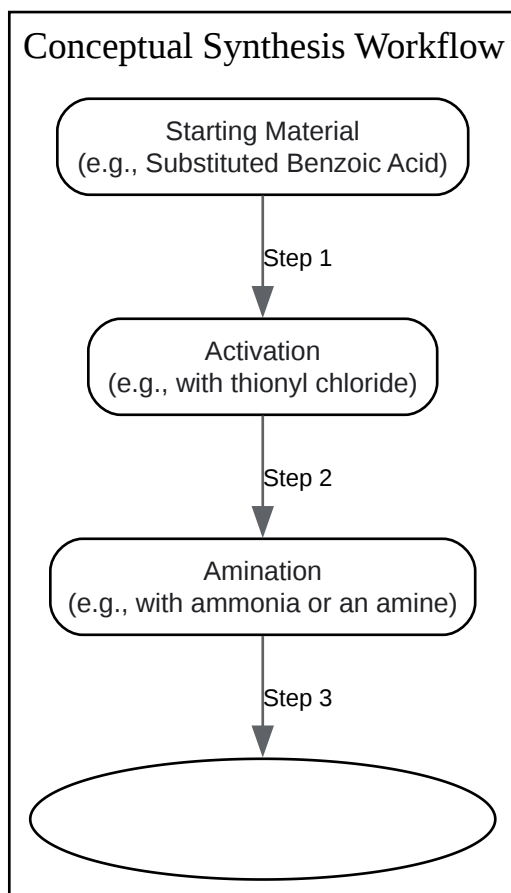 Conceptual Synthesis Workflow
Starting Material
(e.g., Substituted Benzoic Acid)
Step 1
Activation
(e.g., with thionyl chloride)
Step 2
Amination
(e.g., with ammonia or an amine)
Step 3